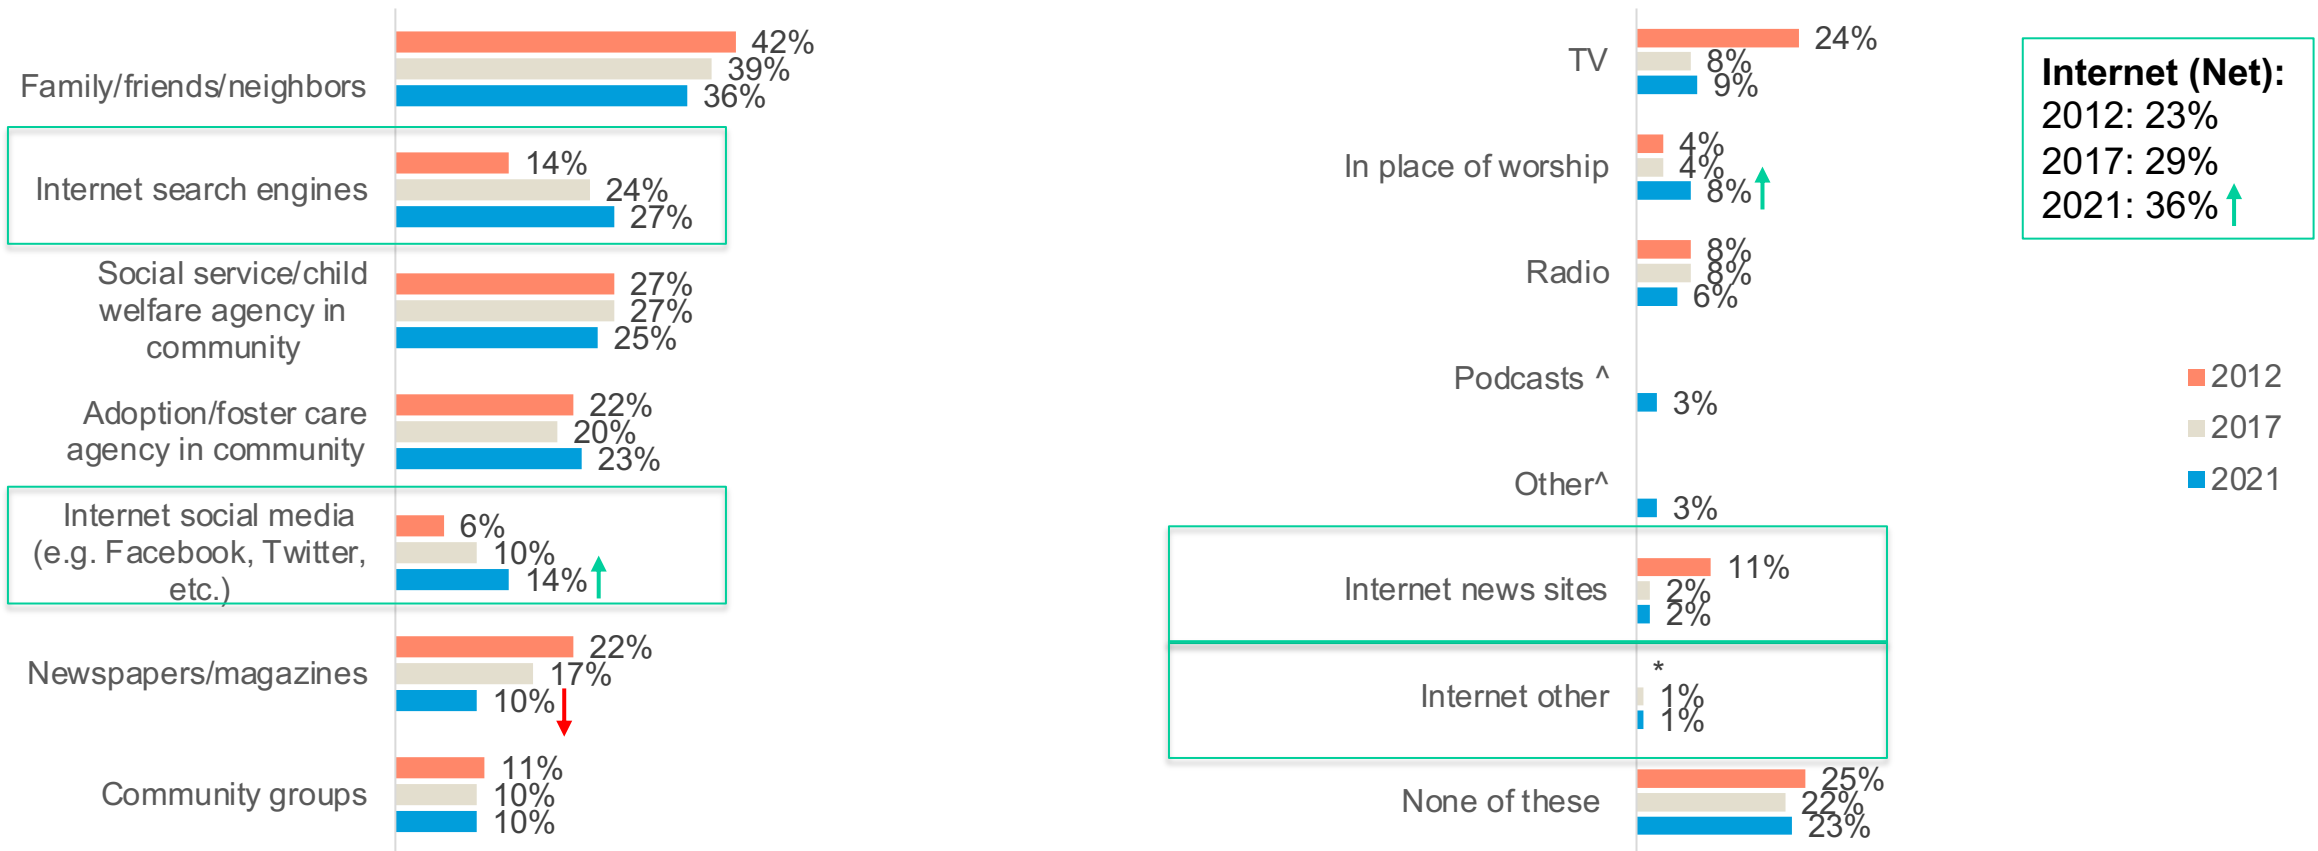 42%
39%
Family/friends/neighbors
36%
14%
Internet search engines
24%
27%
Social service/child
welfare agency in
community
27%
27%
25%
Adoption/foster care
agency in community
22%
20%
23%
Internet social media
(e.g. Facebook, Twitter,
etc.)
6%
10%
14%
22%
Newspapers/magazines
17%
10%
11%
Community groups
10%
10%
TV
24%
8%
9%
In place of worship
4%
4%
8%
Radio
8%
8%
6%
Podcasts ^
3%
Other^
3%
Internet news sites
11%
2%
2%
Internet other
*
1%
1%
None of these
25%
22%
23%
Internet (Net):
2012: 23%
2017: 29%
2021: 36%
2012
2017
2021